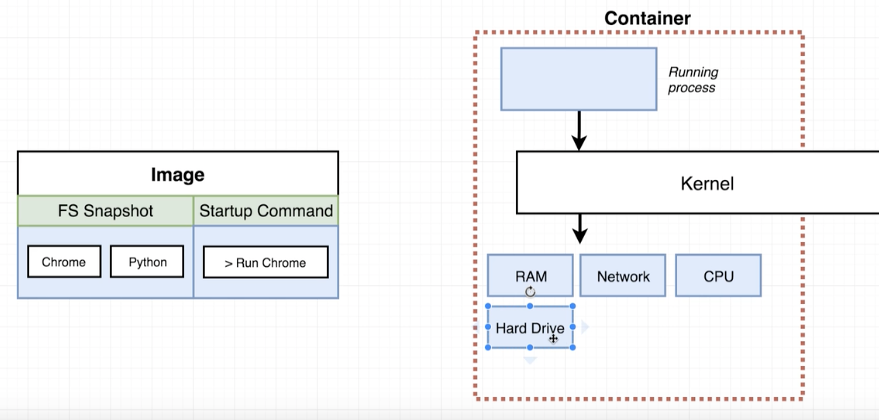 Container
Running
process
Kernel
Image
FS Snapshot
Startup Command
Chrome
Python
> Run Chrome
RAM
Network
CPU
Hard Drive